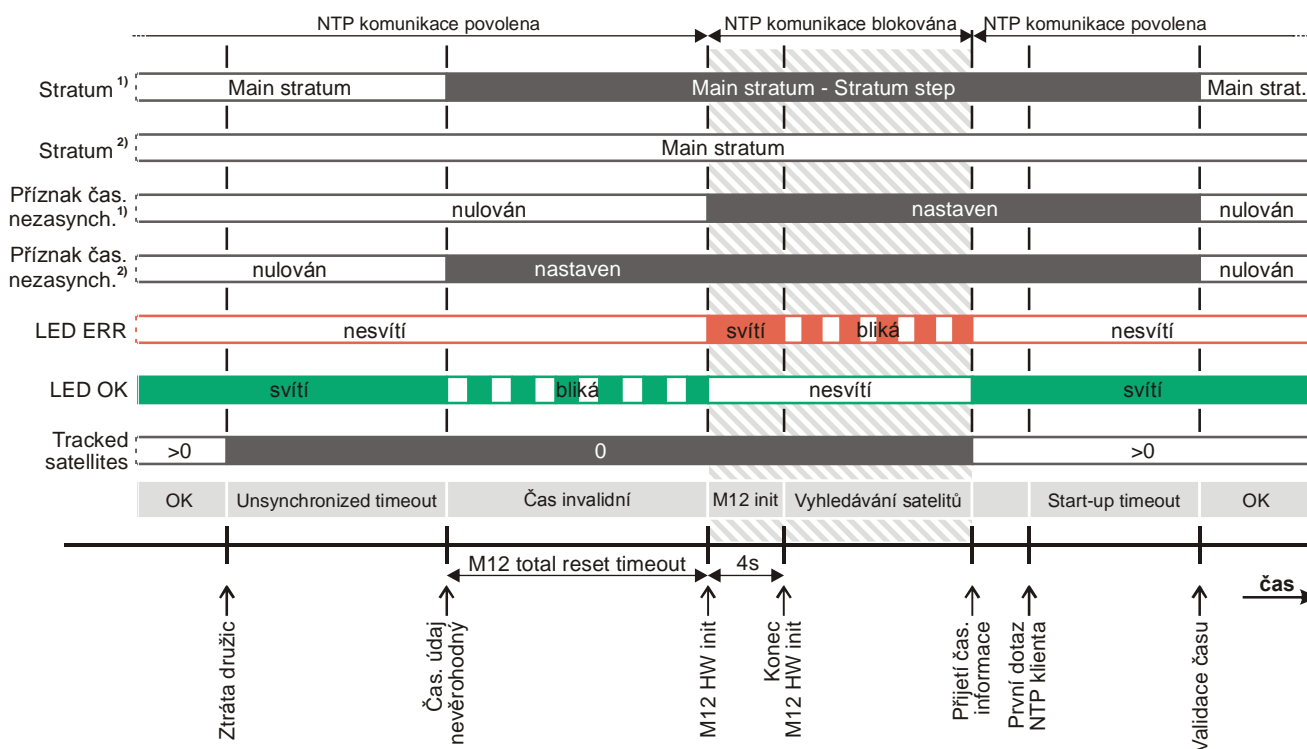 NTP komunikace povolena
NTP komunikace blokována
NTP komunikace povolena
Stratum 1)
Main stratum
Main stratum - Stratum step
Main strat.
Stratum 2)
Main stratum
Příznak čas.
nezasynch.1)
nulován
nastaven
nulován
Příznak čas.
nezasynch.2)
nulován
nastaven
nulován
LED ERR
nesvítí
svítí
bliká
nesvítí
LED OK
svítí
bliká
nesvítí
svítí
Tracked
satellites
>0
0
>0
OK
Unsynchronized timeout
Čas invalidní
M12 init
Vyhledávání satelitů
Start-up timeout
OK
M12 total reset timeout
4s
čas
Ztráta družic
Čas. údaj
nevěrohodný
M12 HW init
Konec
M12 HW init
Přijetí čas.
informace
První dotaz
NTP klienta
Validace času